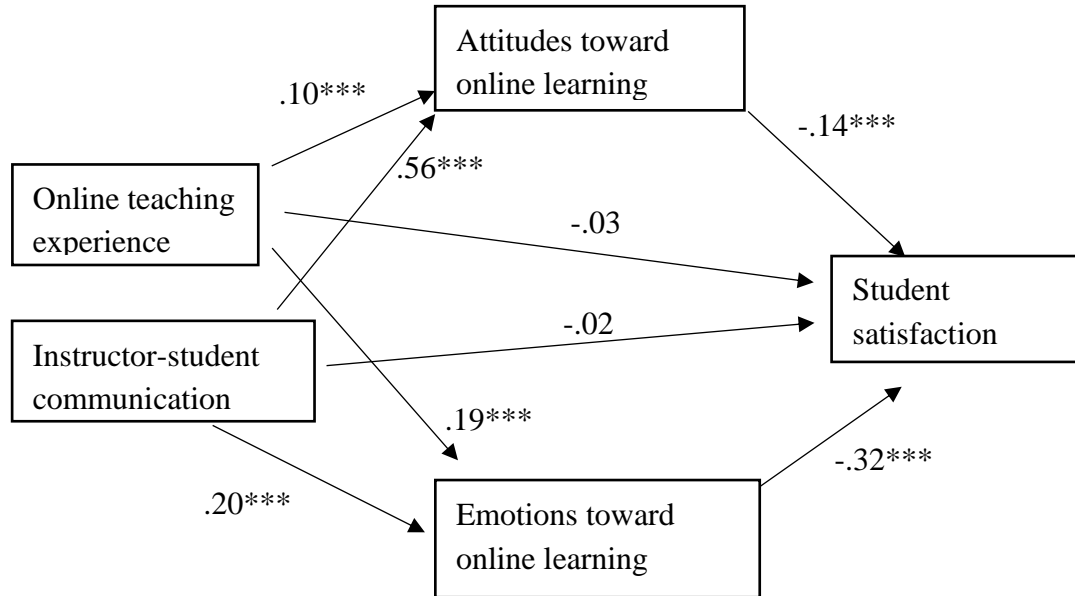 Attitudes toward
online learning
.10***
-.14***
.56***
Online teaching
experience
-.03
Student
satisfaction
-.02
Instructor-student
communication
.19***
-.32***
.20***
Emotions toward
online learning